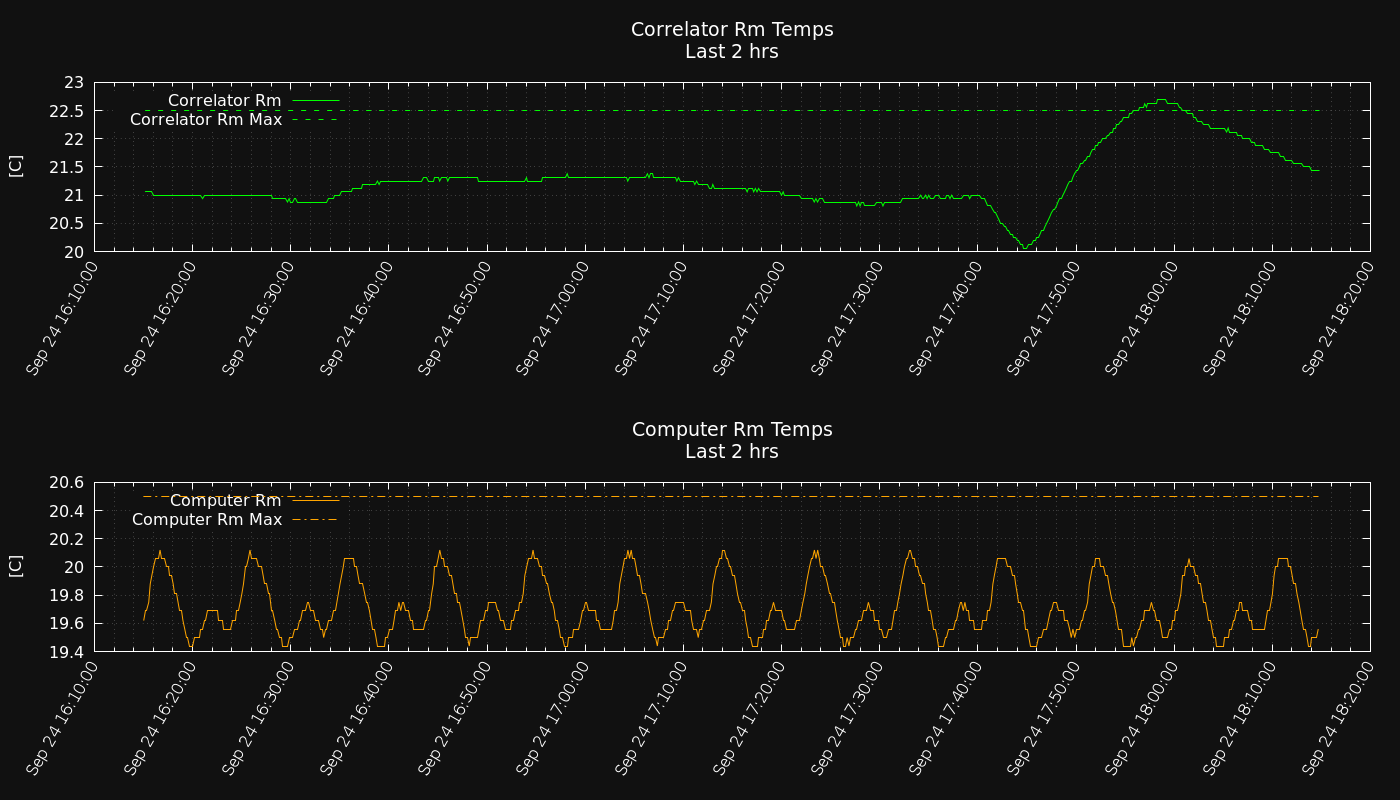 Correlator Rm Temps
Last 2 hrs
23
22.5
22
21.5
21
20.5
20
[C]
Correlator Rm
Correlator Rm Max
Sep 24 16:10:00
Sep 24 16:20:00
Sep 24 16:30:00
Sep 24 16:40:00
Sep 24 16:50:00
Sep 24 17:00:00
Sep 24 17:10:00
Sep 24 17:20:00
Sep 24 17:30:00
Sep 24 17:40:00
Sep 24 17:50:00
Sep 24 18:00:00
Sep 24 18:10:00
Sep 24 18:20:00
Computer Rm Temps
Last 2 hrs
20.6
20.4
20.2
20
19.8
19.6
19.4
[C]
Computer Rm
Computer Rm Max
Sep 24 16:10:00
Sep 24 16:20:00
Sep 24 16:30:00
Sep 24 16:40:00
Sep 24 16:50:00
Sep 24 17:00:00
Sep 24 17:10:00
Sep 24 17:20:00
Sep 24 17:30:00
Sep 24 17:40:00
Sep 24 17:50:00
Sep 24 18:00:00
Sep 24 18:10:00
Sep 24 18:20:00